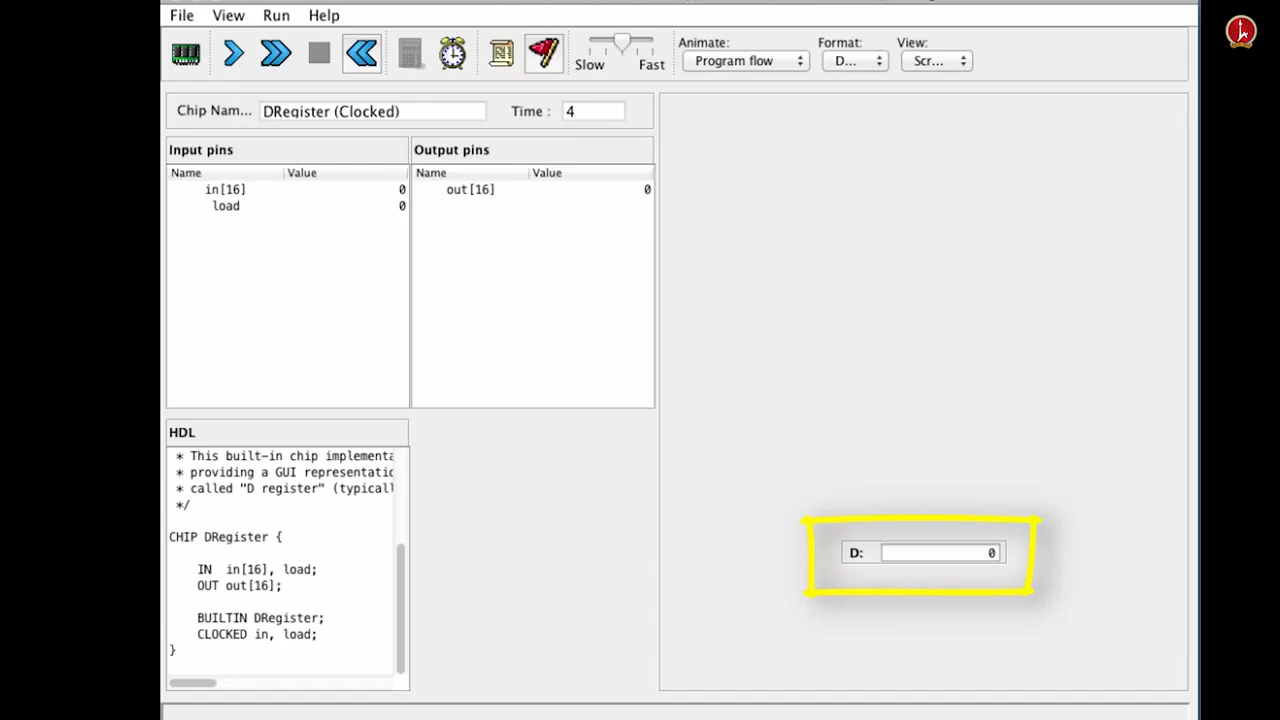 File View Run Help
Slow Fast
Animate: Format: View:
Program flow D... Scr...
Chip Nam... DRegister (Clocked) Time : 4
Input pins Output pins
Name Value Name Value
in[16] 0 out[16] 0
load 0
HDL
* This built-in chip implementa
* providing a GUI representatio
* called "D register" (typicall
*/
CHIP DRegister {
IN in[16], load;
OUT out[16];
BUILTIN DRegister;
CLOCKED in, load;
}
D: 0